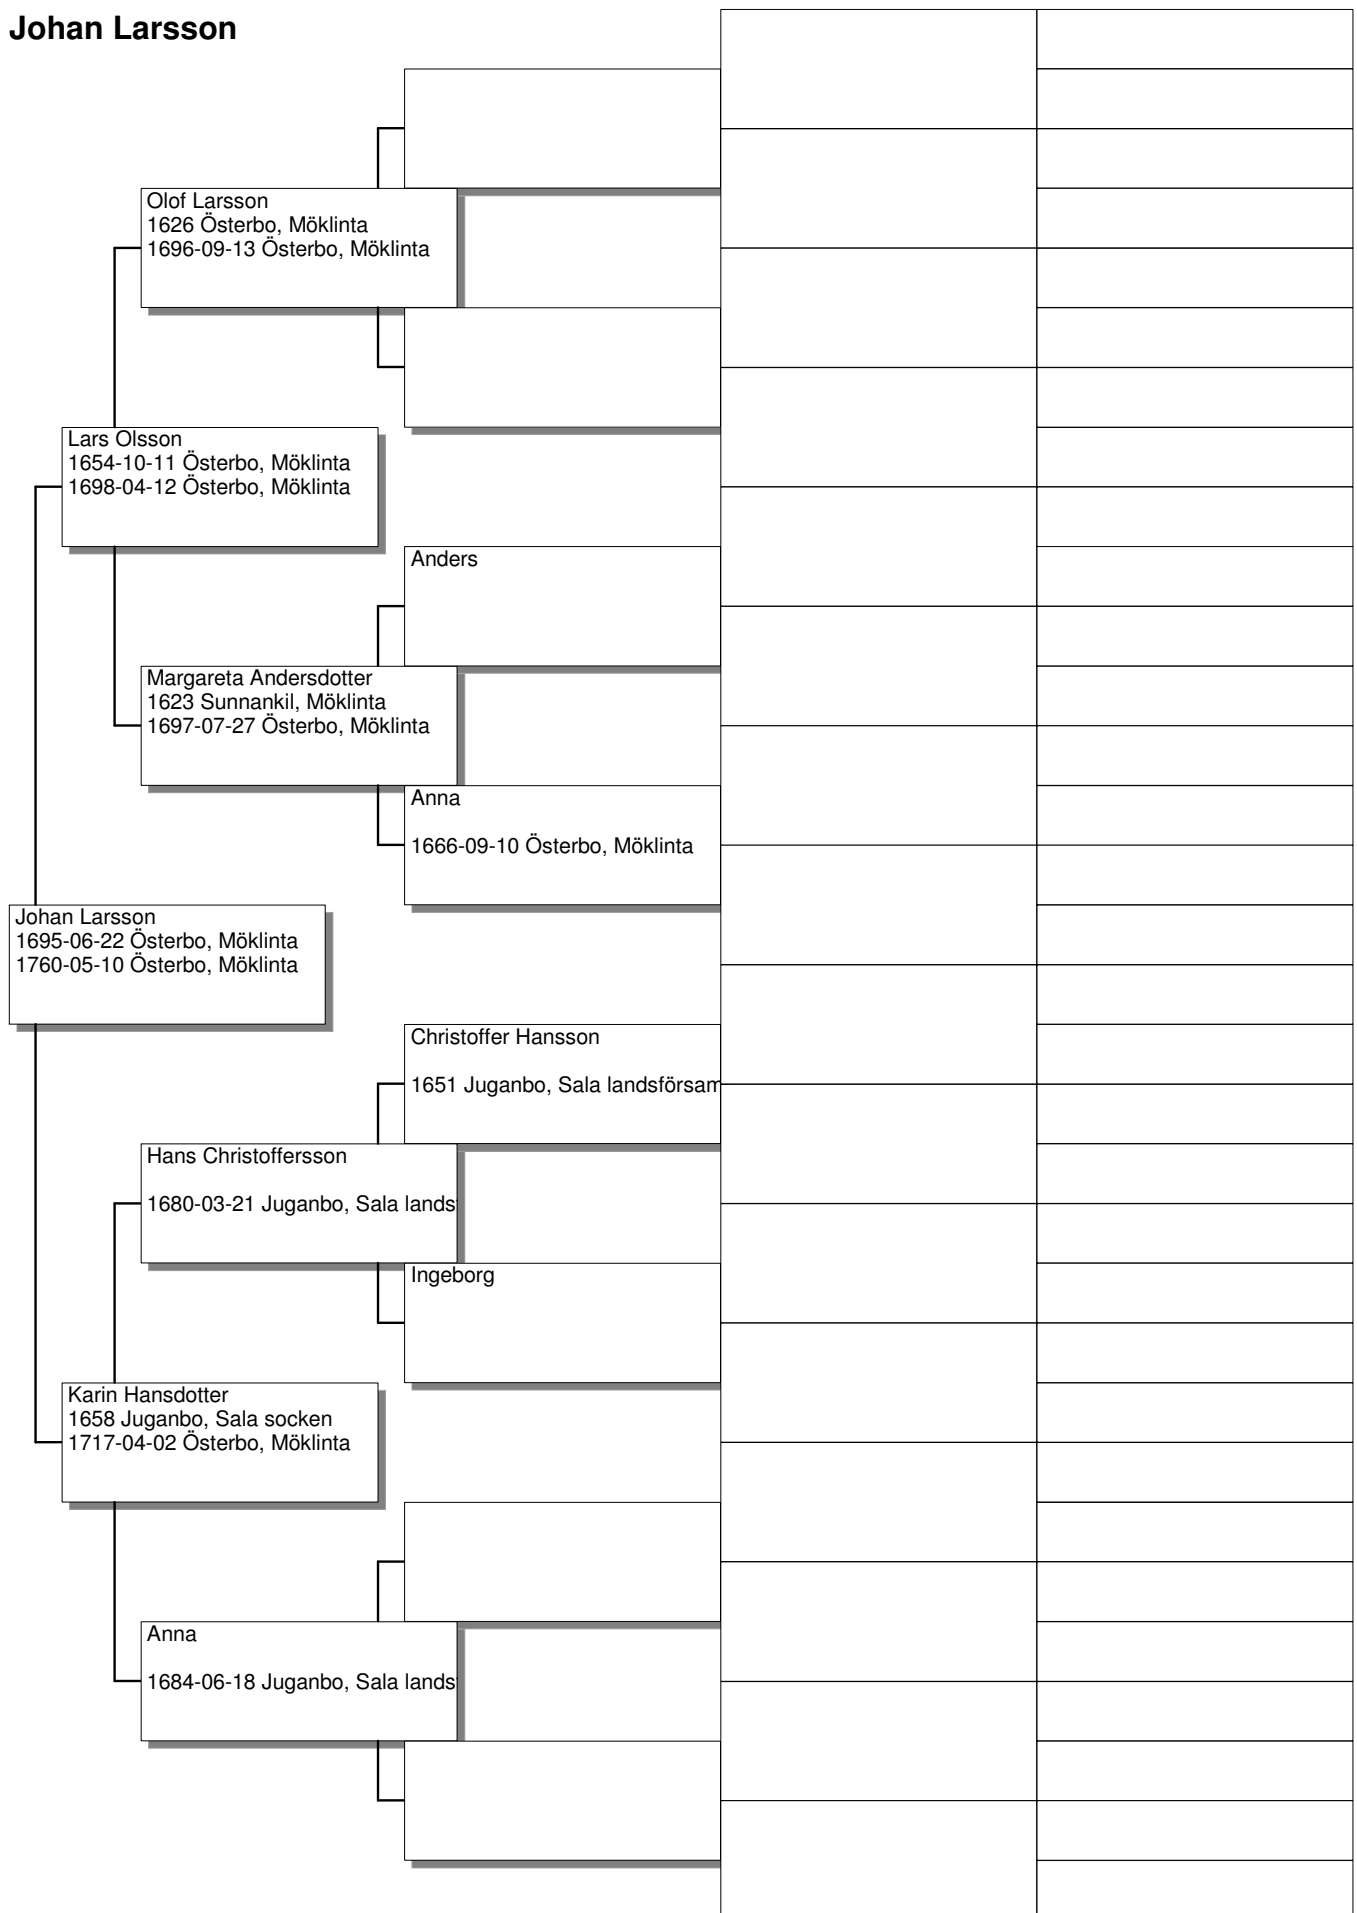 Johan Larsson
Olof Larsson
1626 Österbo, Möklinta
1696-09-13 Österbo, Möklinta
Lars Olsson
1654-10-11 Österbo, Möklinta
1698-04-12 Österbo, Möklinta
Anders
Margareta Andersdotter
1623 Sunnankil, Möklinta
1697-07-27 Österbo, Möklinta
Anna
1666-09-10 Österbo, Möklinta
Johan Larsson
1695-06-22 Österbo, Möklinta
1760-05-10 Österbo, Möklinta
Christoffer Hansson
1651 Juganbo, Sala landsförsam
Hans Christoffersson
1680-03-21 Juganbo, Sala lands
Ingeborg
Karin Hansdotter
1658 Juganbo, Sala socken
1717-04-02 Österbo, Möklinta
Anna
1684-06-18 Juganbo, Sala lands